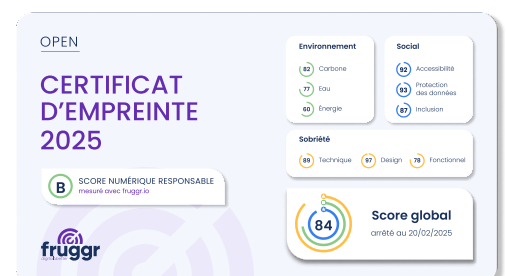 OPEN
CERTIFICAT
D'EMPREINTE
2025
B
SCORE NUMÉRIQUE RESPONSABLE
mesuré avec fruggr.io
fruggr
Environnement
82 Carbone
77 Eau
60 Énergie
Social
92 Accessibilité
93 Protection
des données
87 Inclusion
Sobriété
89 Technique 97 Design 78 Fonctionnel
84
Score global
arrêté au 20/02/2025